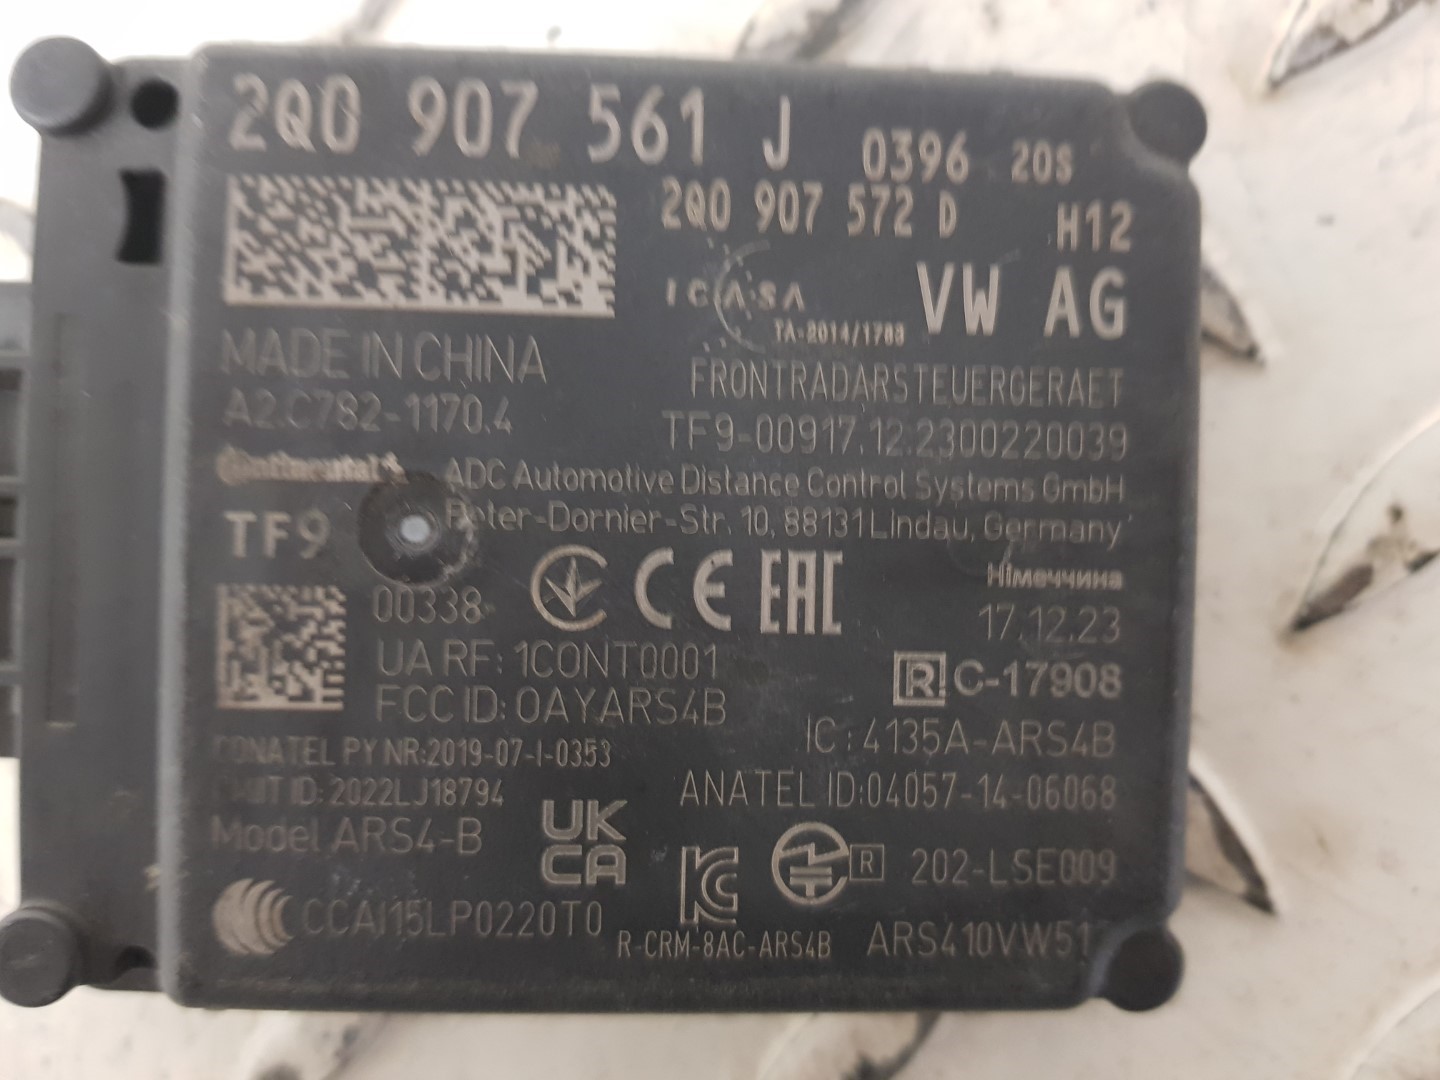 2Q0 907 561 J 0396 20S
2Q0 907 572 D H12
ICASA VW AG
TA-2014/1783
MADE IN CHINA FRONTRADARSTEUERGERAET
A2.C782-1170.4 TF9-00917.12.2300220039
Continental ADC Automotive Distance Control Systems GmbH
TF9 Peter-Dornier-Str. 10, 88131 Lindau, Germany
Німеччина
00338 CE EAC 17.12.23
UA RF: 1CONT0001 R C-17908
FCC ID: OAYARS4B IC: 4135A-ARS4B
CONATEL PY NR:2019-07-I-0353
ID: 2022LJ18794 ANATEL ID:04057-14-06068
Model ARS4-B UK
CA
R 202-LSE009
CCAI15LP0220T0 R-CRM-8AC-ARS4B